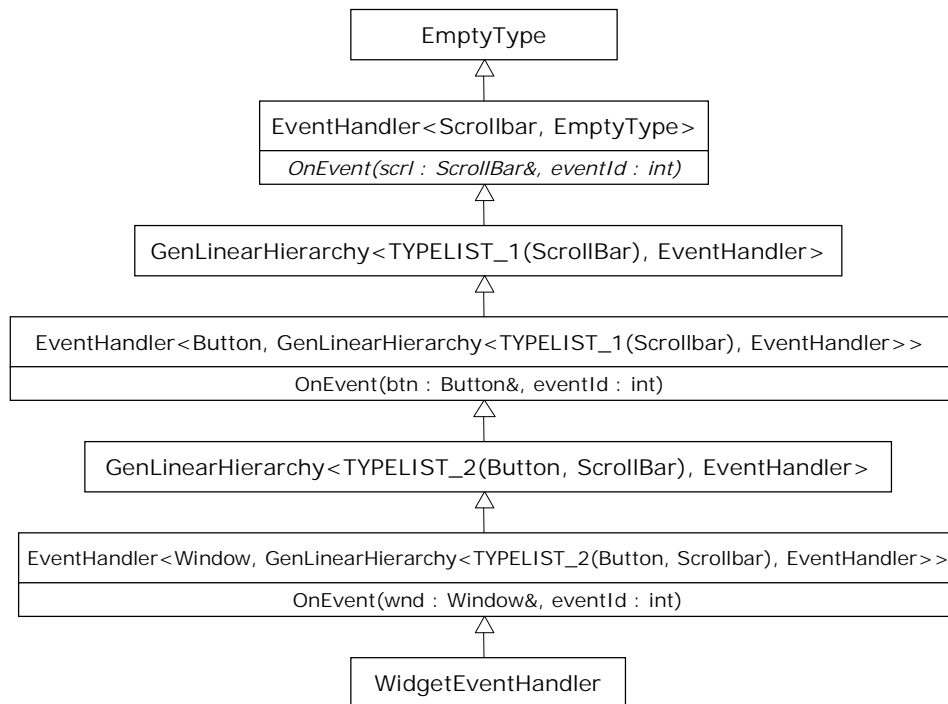 EmptyType
EventHandler<Scrollbar, EmptyType>
OnEvent(scrl : ScrollBar&, eventId : int)
GenLinearHierarchy<TYPELIST_1(ScrollBar), EventHandler>
EventHandler<Button, GenLinearHierarchy<TYPELIST_1(Scrollbar), EventHandler>>
OnEvent(btn : Button&, eventId : int)
GenLinearHierarchy<TYPELIST_2(Button, ScrollBar), EventHandler>
EventHandler<Window, GenLinearHierarchy<TYPELIST_2(Button, Scrollbar), EventHandler>>
OnEvent(wnd : Window&, eventId : int)
WidgetEventHandler